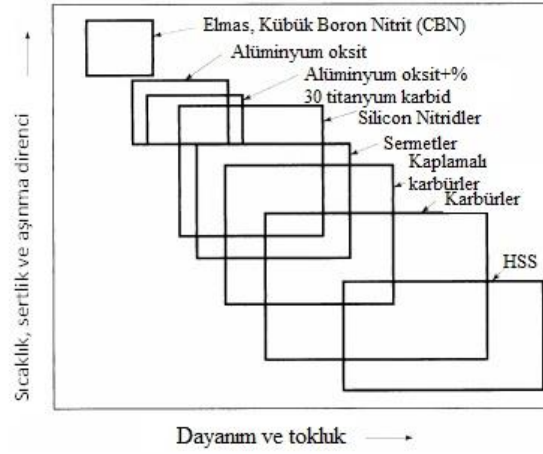 Elmas, Kübük Boron Nitrit (CBN)
Alüminyum oksit
Alüminyum oksit+%
30 titanyum karbid
Silicon Nitridler
Sermetler
Kaplamalı
karbürler
Karbürler
HSS
Sıcaklık, sertlik ve aşınma direnci
Dayanım ve tokluk